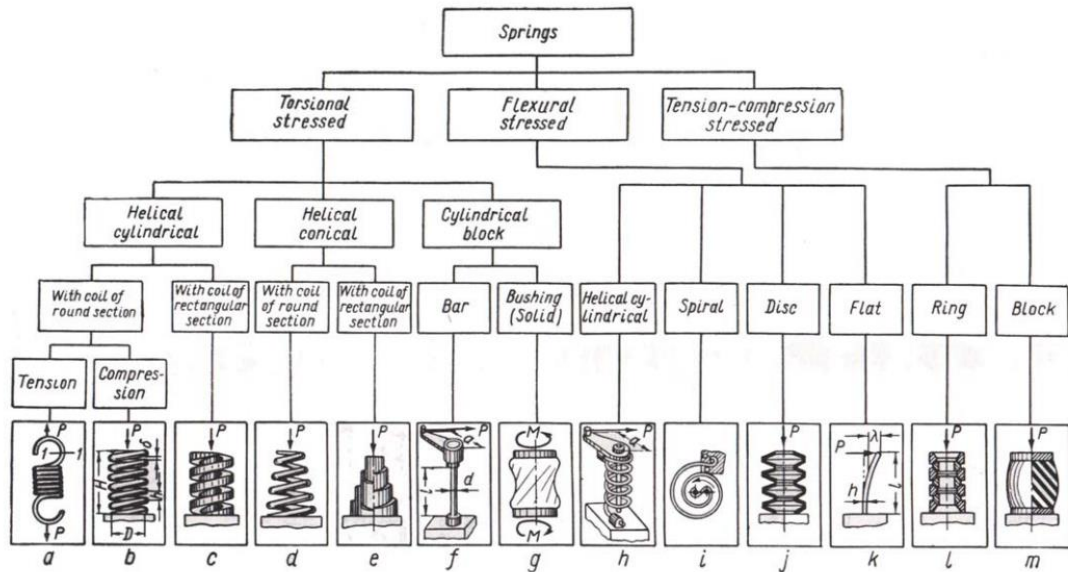 Springs
Torsional
stressed
Flexural
stressed
Tension-compression
stressed
Helical
cylindrical
Helical
conical
Cylindrical
block
With coil of
round section
With coil of
rectangular
section
With coil
of round
section
With coil of
rectangular
section
Bar
Bushing
(Solid)
Helical cy-
lindrical
Spiral
Disc
Flat
Ring
Block
Tension
Compres-
sion
P
1 1
P
P
δ
H
D
P
P
P
P
a
l
d
M
M
P
a
P
P
λ
h
l
P
P
a
b
c
d
e
f
g
h
i
j
k
l
m